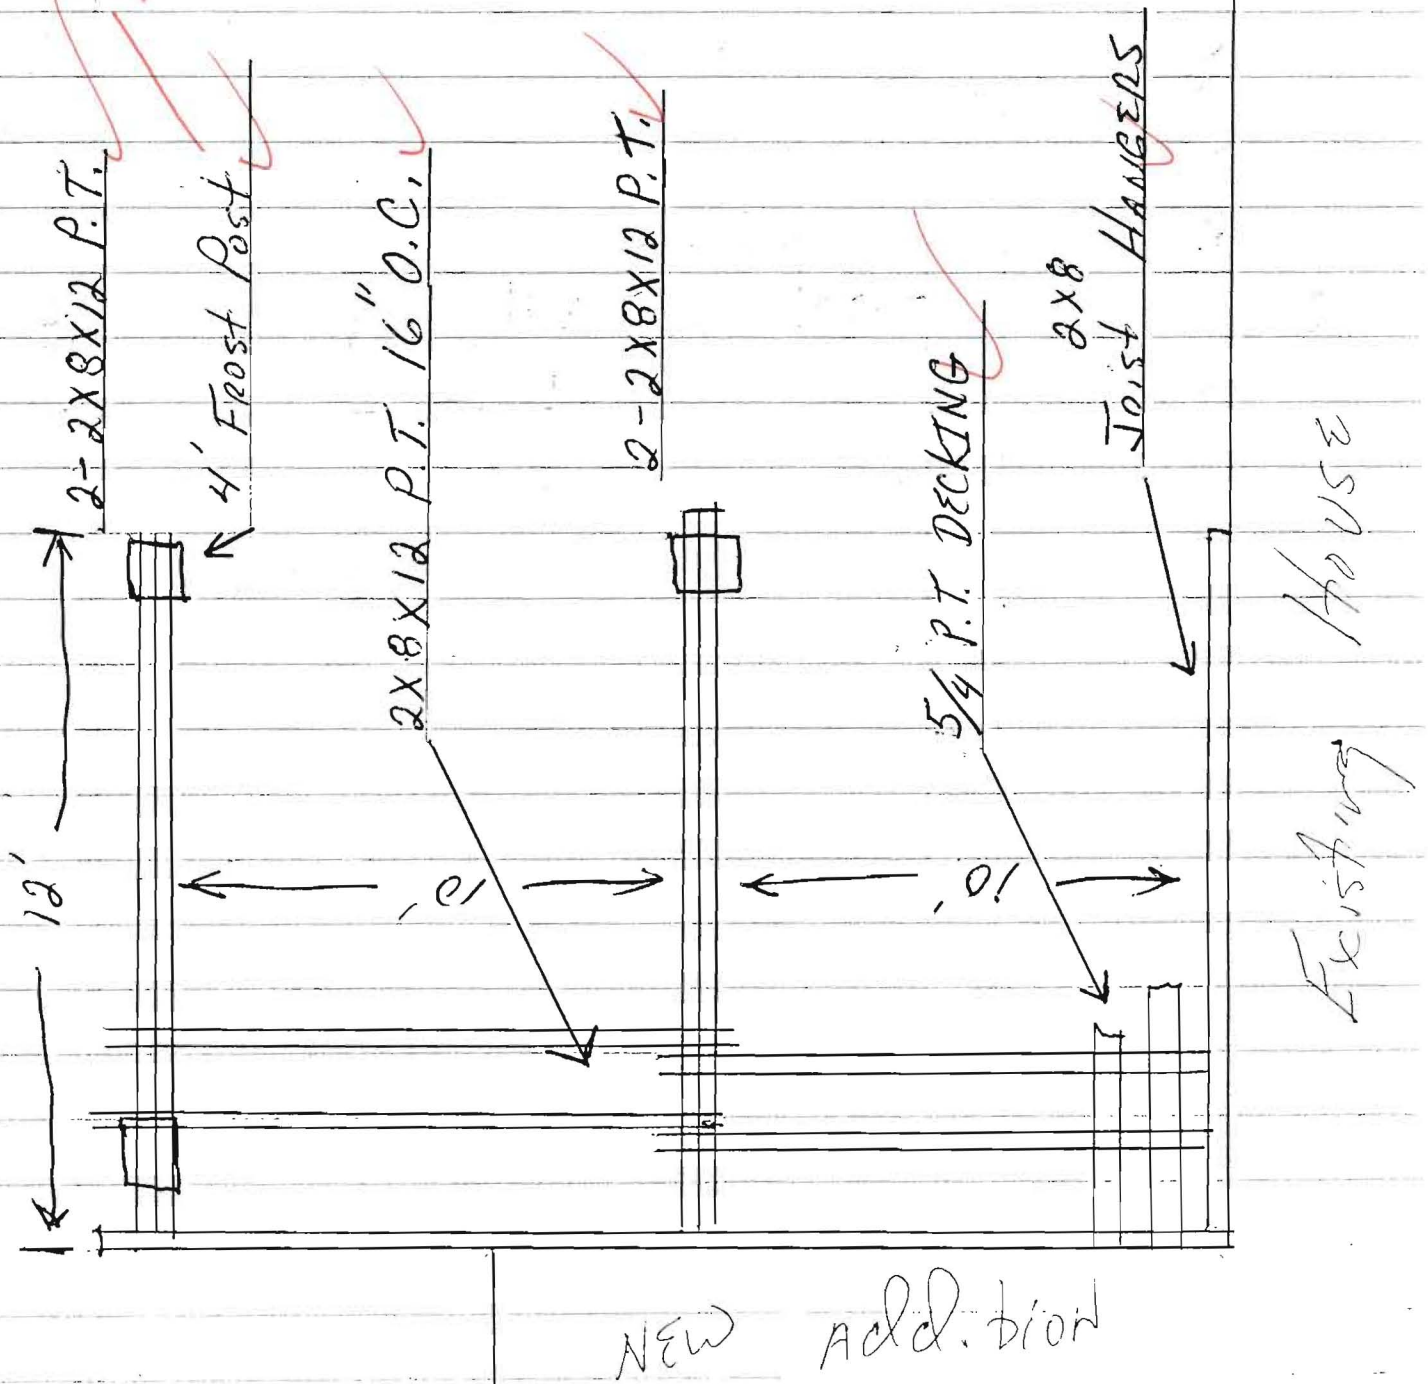 2-2X8X12 P.T.
4' FROST POST
2X8X12 P.T. 16" O.C.
2-2X8X12 P.T.
5/4 P.T. DECKING
2X8
JOIST HANGERS
12'
10'
10'
Existing House
NEW Addition